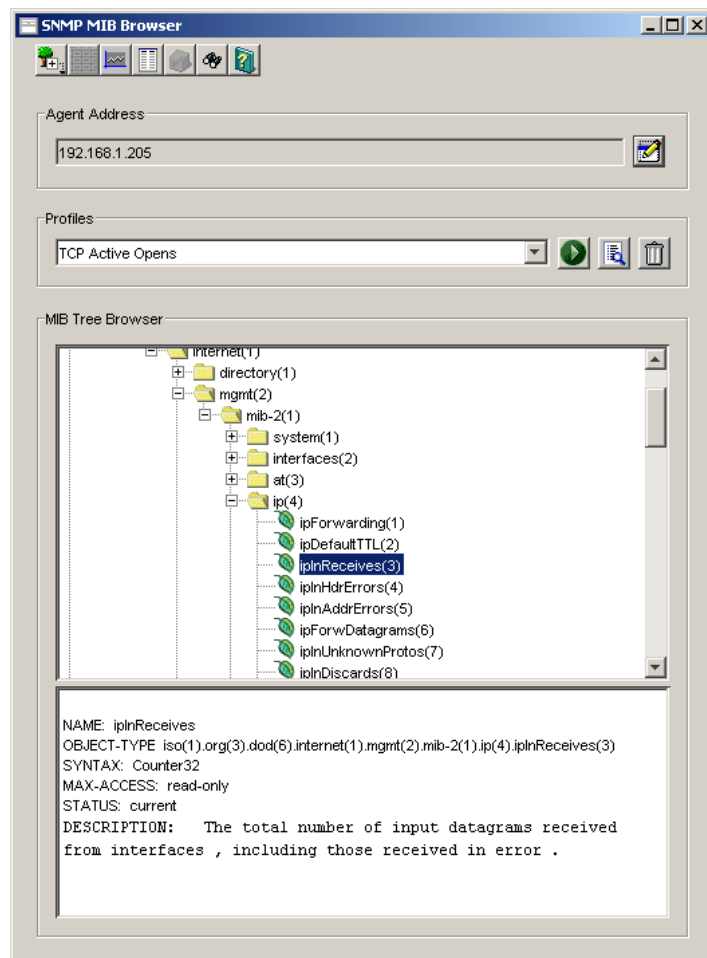 SNMP MIB Browser
Agent Address
192.168.1.205
Profiles
TCP Active Opens
MIB Tree Browser
internet(1)
directory(1)
mgmt(2)
mib-2(1)
system(1)
interfaces(2)
at(3)
ip(4)
ipForwarding(1)
ipDefaultTTL(2)
ipInReceives(3)
ipInHdrErrors(4)
ipInAddrErrors(5)
ipForwDatagrams(6)
ipInUnknownProtos(7)
ipInDiscards(8)
NAME: ipInReceives
OBJECT-TYPE iso(1).org(3).dod(6).internet(1).mgmt(2).mib-2(1).ip(4).ipInReceives(3)
SYNTAX: Counter32
MAX-ACCESS: read-only
STATUS: current
DESCRIPTION: The total number of input datagrams received
from interfaces , including those received in error .